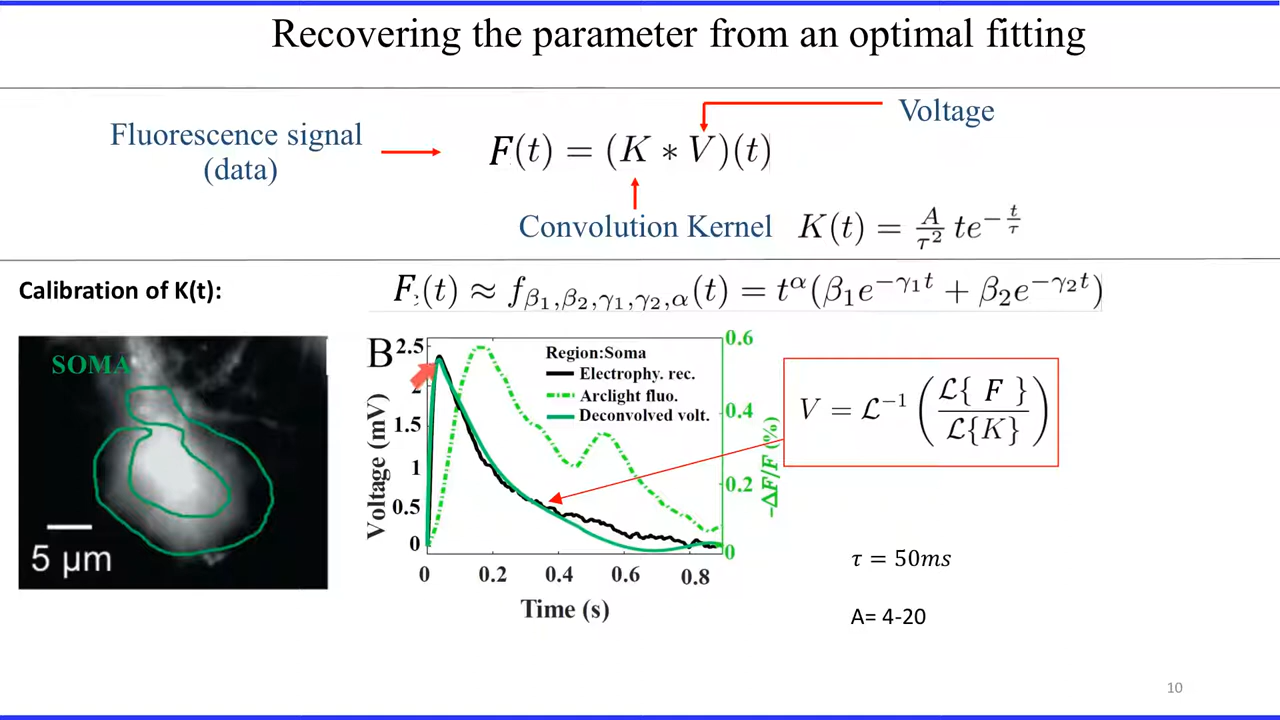 Recovering the parameter from an optimal fitting
Voltage
Fluorescence signal
(data)
F(t) = (K ∗ V)(t)
Convolution Kernel
K(t) = A/τ² te^{−t/τ}
Calibration of K(t):
F(t) ≈ f_{β₁,β₂,γ₁,γ₂,α}(t) = t^α(β₁e^{−γ₁t} + β₂e^{−γ₂t})
SOMA
5 μm
B
Region:Soma
Electrophy. rec.
Arclight fluo.
Deconvolved volt.
Voltage (mV)
2.5
2
1.5
1
0.5
0
0
0.2
0.4
0.6
0.8
Time (s)
0.6
0.4
0.2
0
-ΔF/F (%)
V = ℒ⁻¹ (ℒ{ F } / ℒ{K})
τ = 50ms
A= 4-20
10